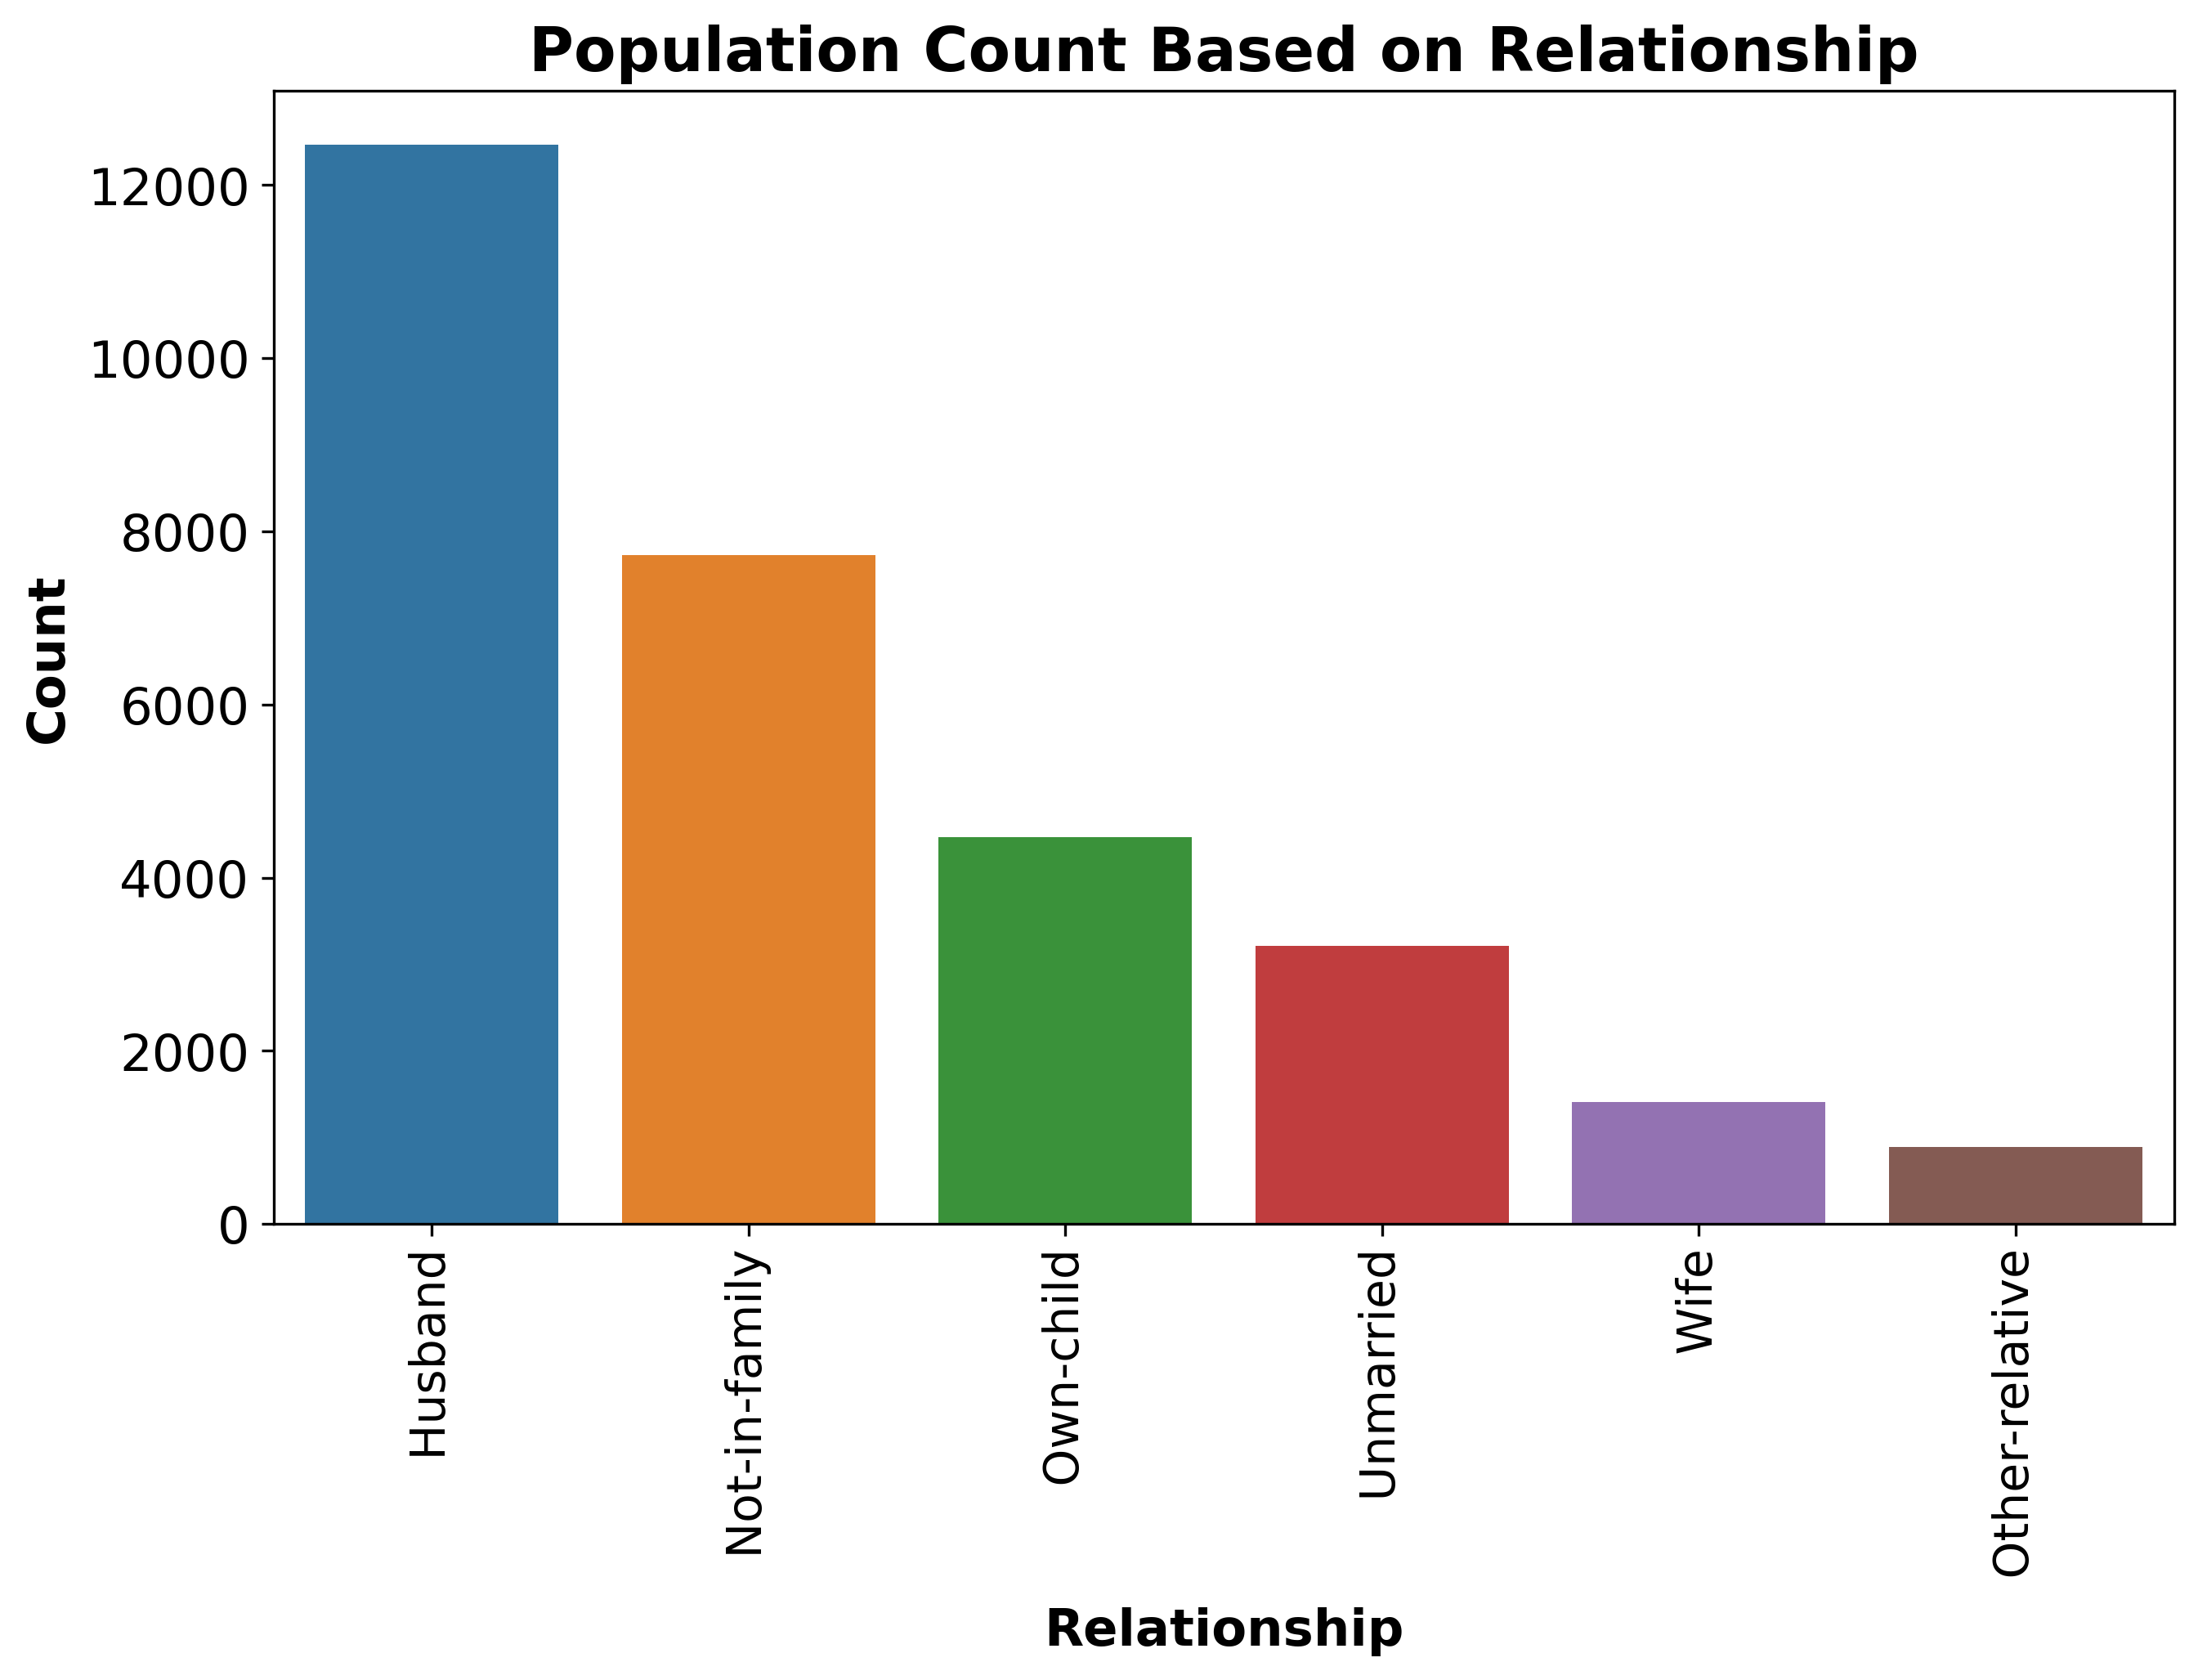 Population Count Based on Relationship
Count
12000
10000
8000
6000
4000
2000
0
Husband
Not-in-family
Own-child
Unmarried
Wife
Other-relative
Relationship